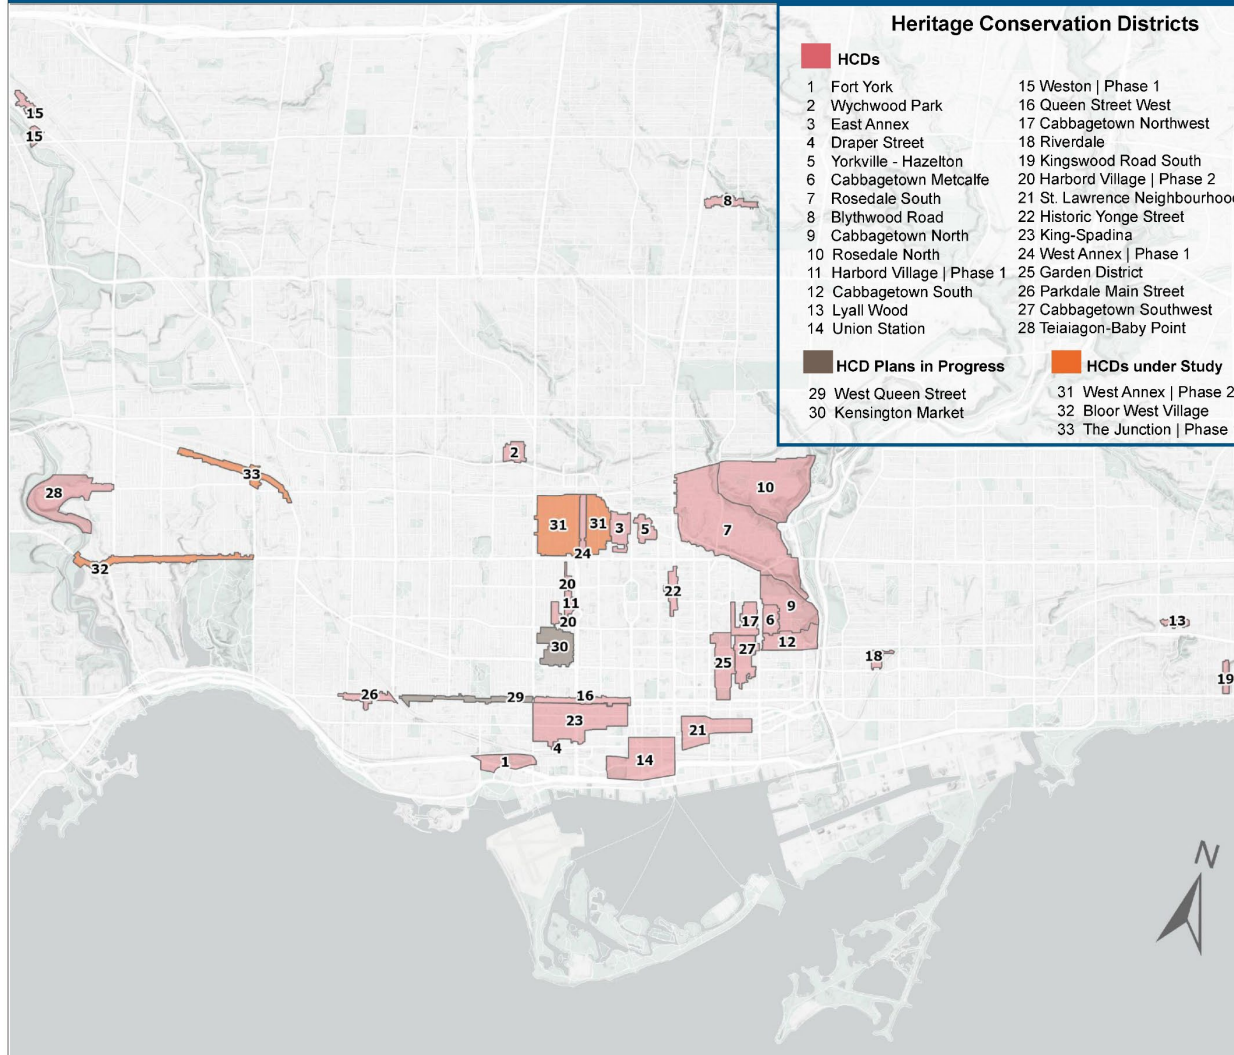 Heritage Conservation Districts
HCDs
1 Fort York
2 Wychwood Park
3 East Annex
4 Draper Street
5 Yorkville - Hazelton
6 Cabbagetown Metcalfe
7 Rosedale South
8 Blythwood Road
9 Cabbagetown North
10 Rosedale North
11 Harbord Village | Phase 1
12 Cabbagetown South
13 Lyall Wood
14 Union Station
15 Weston | Phase 1
16 Queen Street West
17 Cabbagetown Northwest
18 Riverdale
19 Kingswood Road South
20 Harbord Village | Phase 2
21 St. Lawrence Neighbourhood
22 Historic Yonge Street
23 King-Spadina
24 West Annex | Phase 1
25 Garden District
26 Parkdale Main Street
27 Cabbagetown Southwest
28 Teiaiagon-Baby Point
HCD Plans in Progress
29 West Queen Street
30 Kensington Market
HCDs under Study
31 West Annex | Phase 2
32 Bloor West Village
33 The Junction | Phase
15
15
8
2
33
28
10
31
31
3
5
7
24
32
20
22
11
9
20
17
6
13
30
12
27
18
25
19
26
29
16
23
21
4
1
14
N